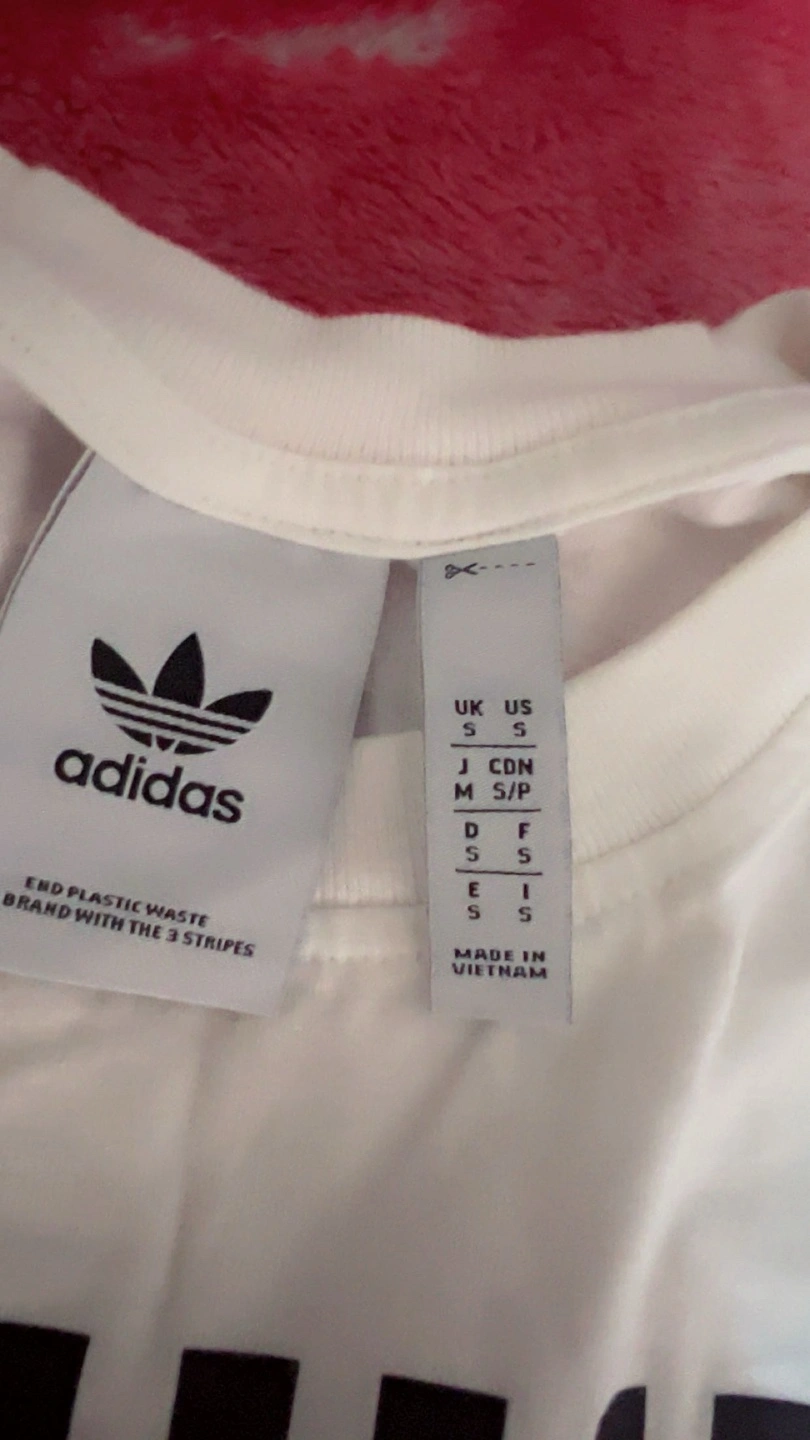 adidas
END PLASTIC WASTE
BRAND WITH THE 3 STRIPES
UK US
S S
J CDN
M S/P
D F
S S
E I
S S
MADE IN
VIETNAM